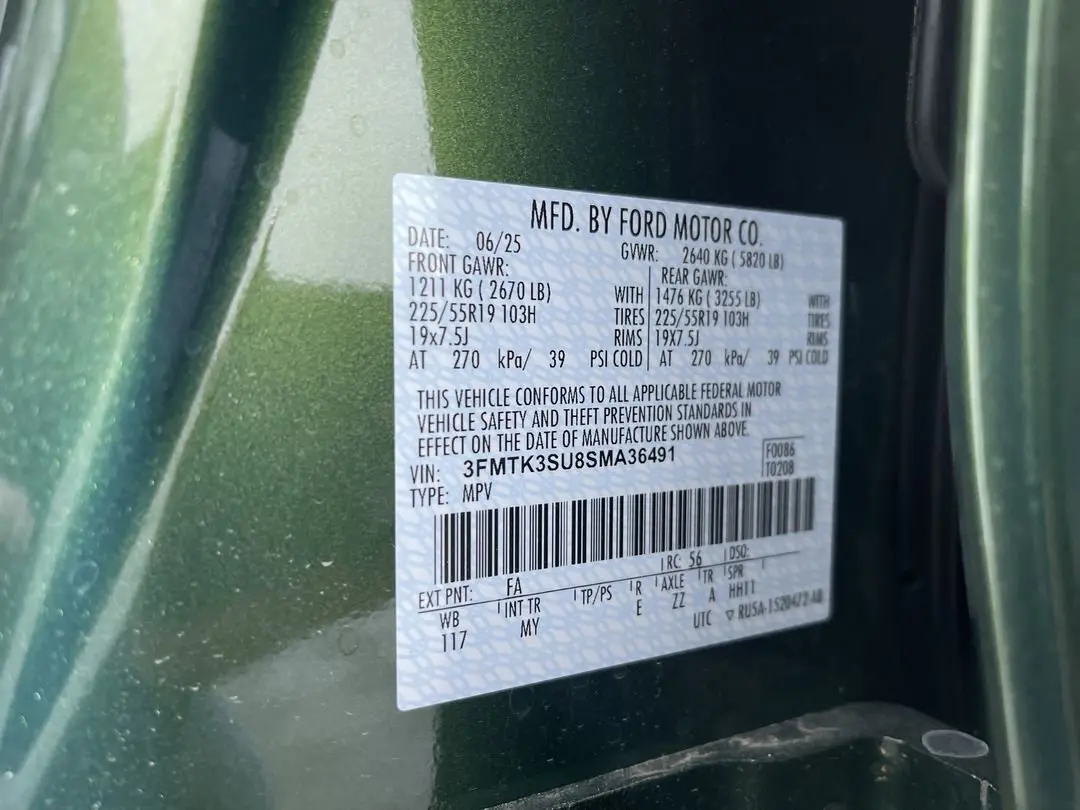 MFD. BY FORD MOTOR CO.
DATE: 06/25 GVWR: 2640 KG ( 5820 LB)
FRONT GAWR: REAR GAWR:
1211 KG ( 2670 LB) WITH 1476 KG ( 3255 LB) WITH
225/55R19 103H TIRES 225/55R19 103H TIRES
19x7.5J RIMS 19X7.5J RIMS
AT 270 kPa/ 39 PSI COLD AT 270 kPa/ 39 PSI COLD
THIS VEHICLE CONFORMS TO ALL APPLICABLE FEDERAL MOTOR
VEHICLE SAFETY AND THEFT PREVENTION STANDARDS IN
EFFECT ON THE DATE OF MANUFACTURE SHOWN ABOVE.
VIN: 3FMTK3SU8SMA36491 F0086
TYPE: MPV T0208
RC: 56 DSO:
EXT PNT: FA
WB INT TR TP/PS R AXLE TR SPR
117 MY E ZZ A HH11
UTC ▽ RU5A-1520472-AB